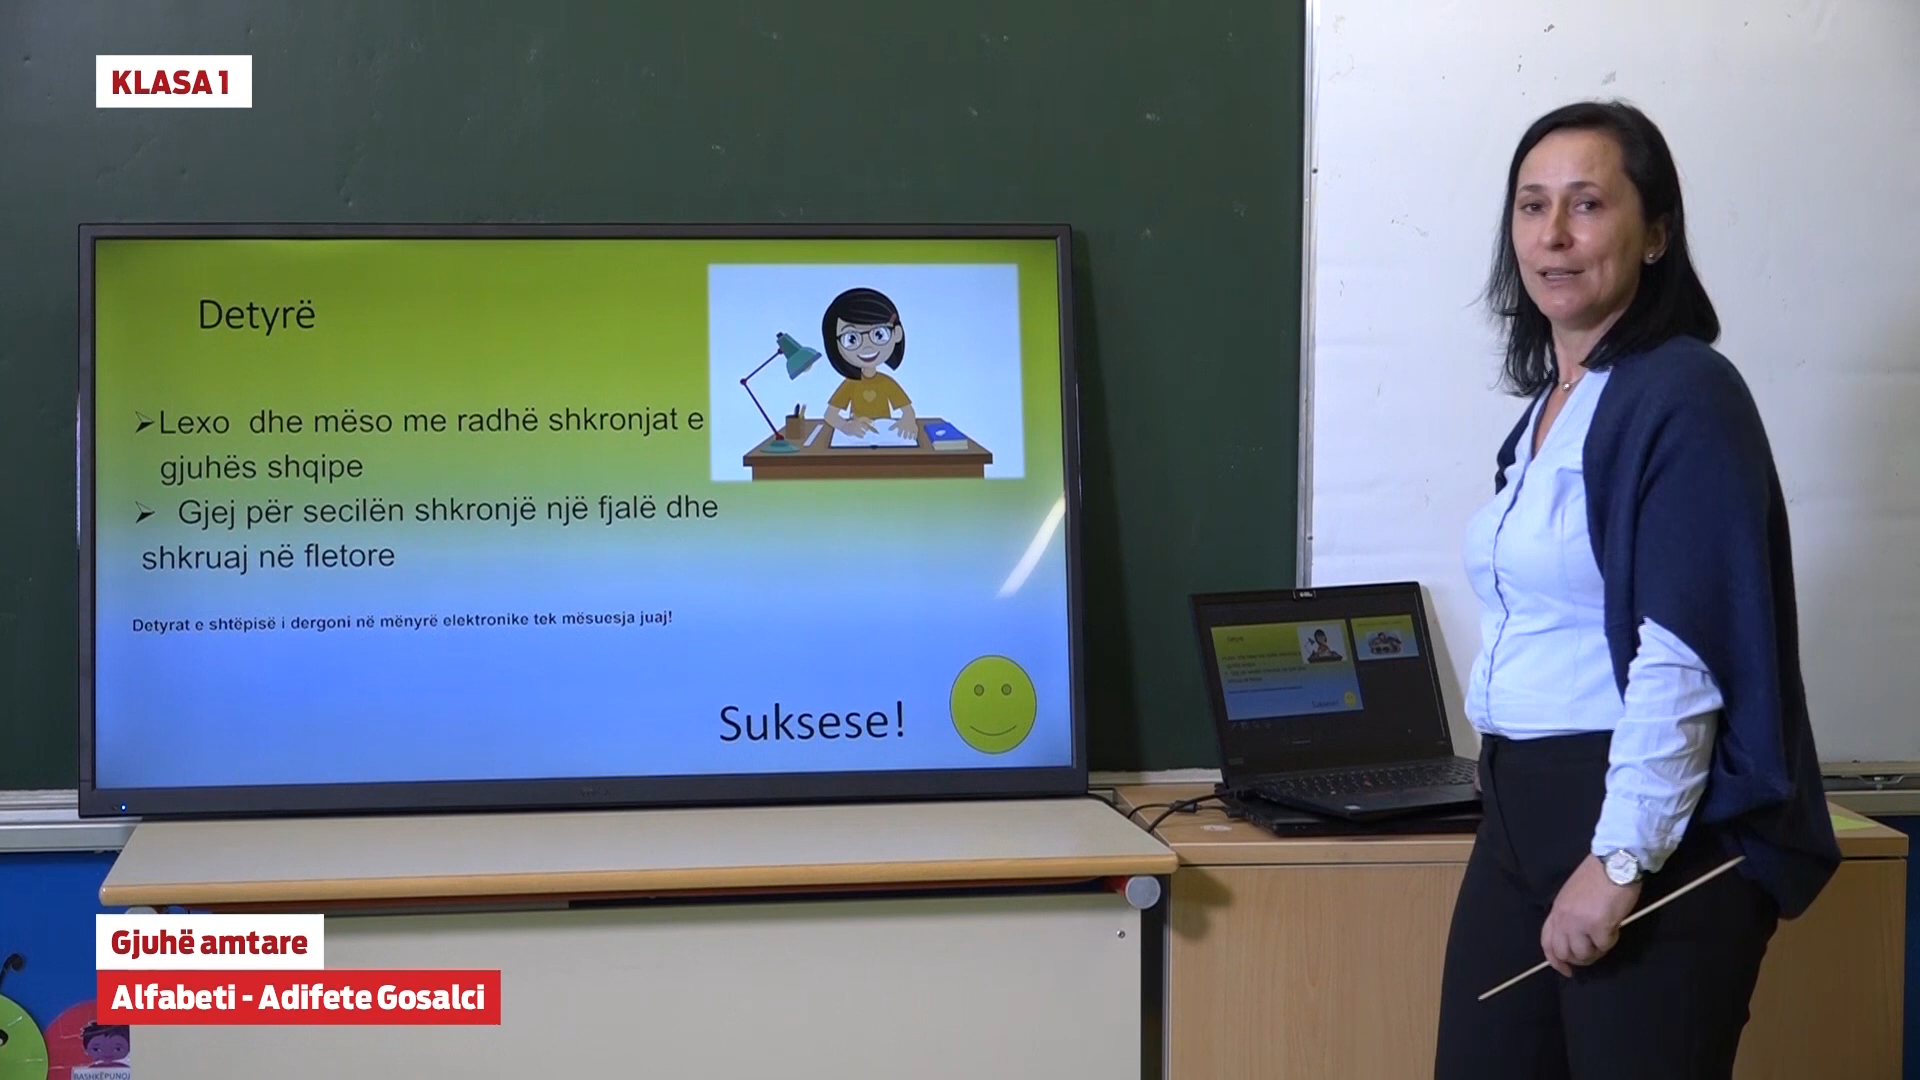 KLASA 1
Detyrë
Lexo dhe mëso me radhë shkronjat e
gjuhës shqipe
Gjej për secilën shkronjë një fjalë dhe
shkruaj në fletore
Detyrat e shtëpisë i dergoni në mënyrë elektronike tek mësuesja juaj!
Suksese!
Gjuhë amtare
Alfabeti - Adifete Gosalci
BASHKËPUNOJ